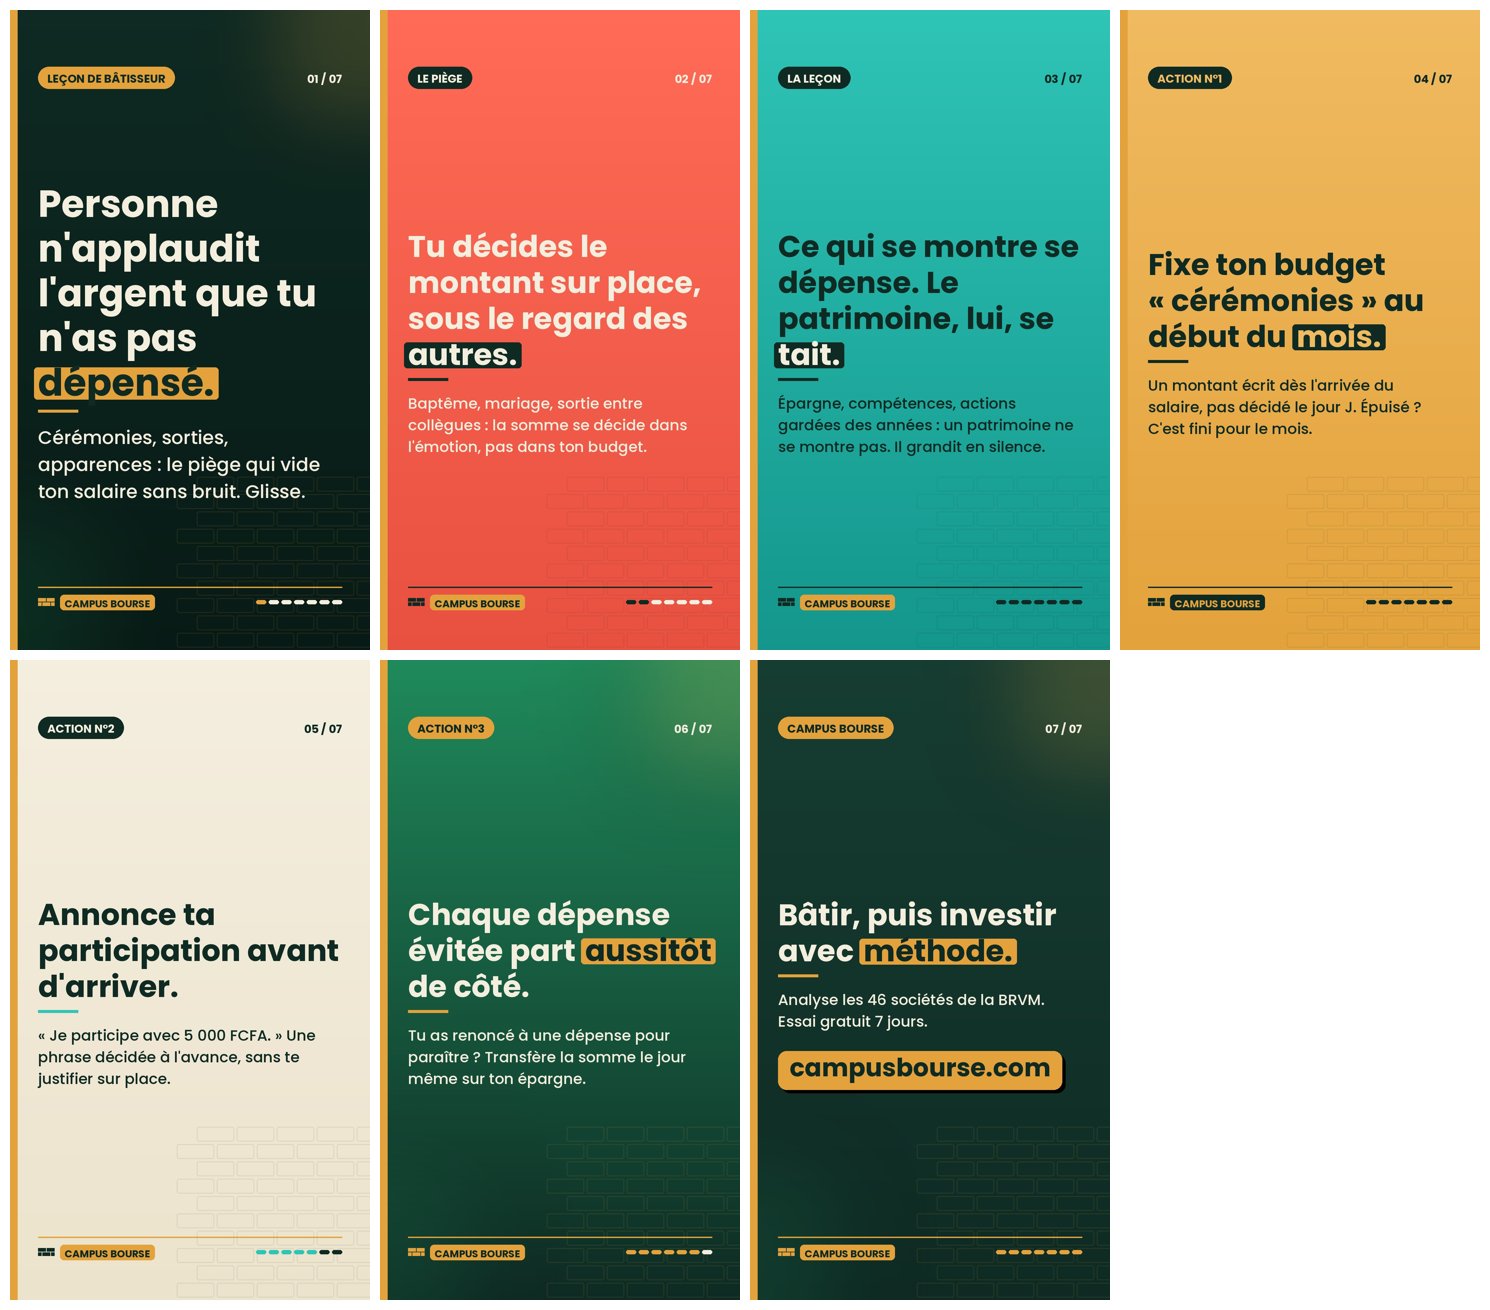 LEÇON DE BÂTISSEUR
01 / 07
Personne
n'applaudit
l'argent que tu
n'as pas
dépensé.
Cérémonies, sorties,
apparences : le piège qui vide
ton salaire sans bruit. Glisse.
CAMPUS BOURSE
LE PIÈGE
02 / 07
Tu décides le
montant sur place,
sous le regard des
autres.
Baptême, mariage, sortie entre
collègues : la somme se décide dans
l'émotion, pas dans ton budget.
CAMPUS BOURSE
LA LEÇON
03 / 07
Ce qui se montre se
dépense. Le
patrimoine, lui, se
tait.
Épargne, compétences, actions
gardées des années : un patrimoine ne
se montre pas. Il grandit en silence.
CAMPUS BOURSE
ACTION N°1
04 / 07
Fixe ton budget
« cérémonies » au
début du mois.
Un montant écrit dès l'arrivée du
salaire, pas décidé le jour J. Épuisé ?
C'est fini pour le mois.
CAMPUS BOURSE
ACTION N°2
05 / 07
Annonce ta
participation avant
d'arriver.
« Je participe avec 5 000 FCFA. » Une
phrase décidée à l'avance, sans te
justifier sur place.
CAMPUS BOURSE
ACTION N°3
06 / 07
Chaque dépense
évitée part aussitôt
de côté.
Tu as renoncé à une dépense pour
paraître ? Transfère la somme le jour
même sur ton épargne.
CAMPUS BOURSE
CAMPUS BOURSE
07 / 07
Bâtir, puis investir
avec méthode.
Analyse les 46 sociétés de la BRVM.
Essai gratuit 7 jours.
campusbourse.com
CAMPUS BOURSE